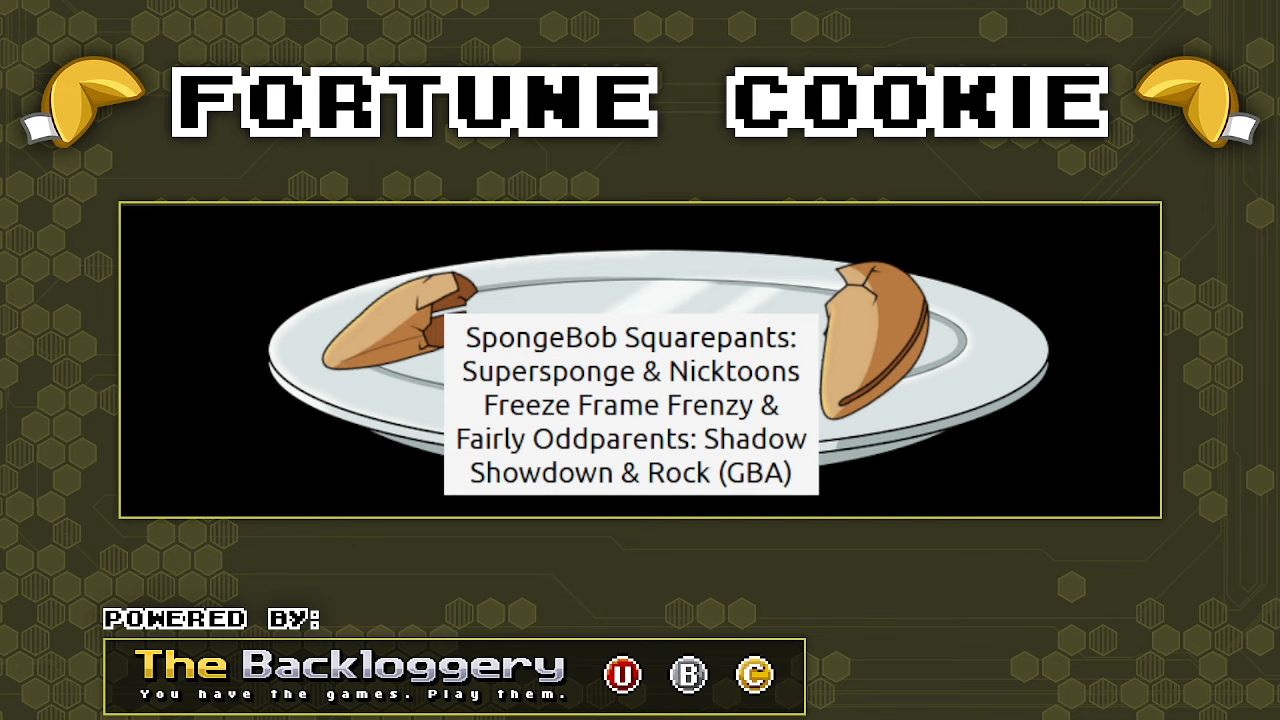 FORTUNE COOKIE
SpongeBob Squarepants:
Supersponge & Nicktoons
Freeze Frame Frenzy &
Fairly Oddparents: Shadow
Showdown & Rock (GBA)
POWERED BY:
The Backloggery U B C
You have the games. Play them.